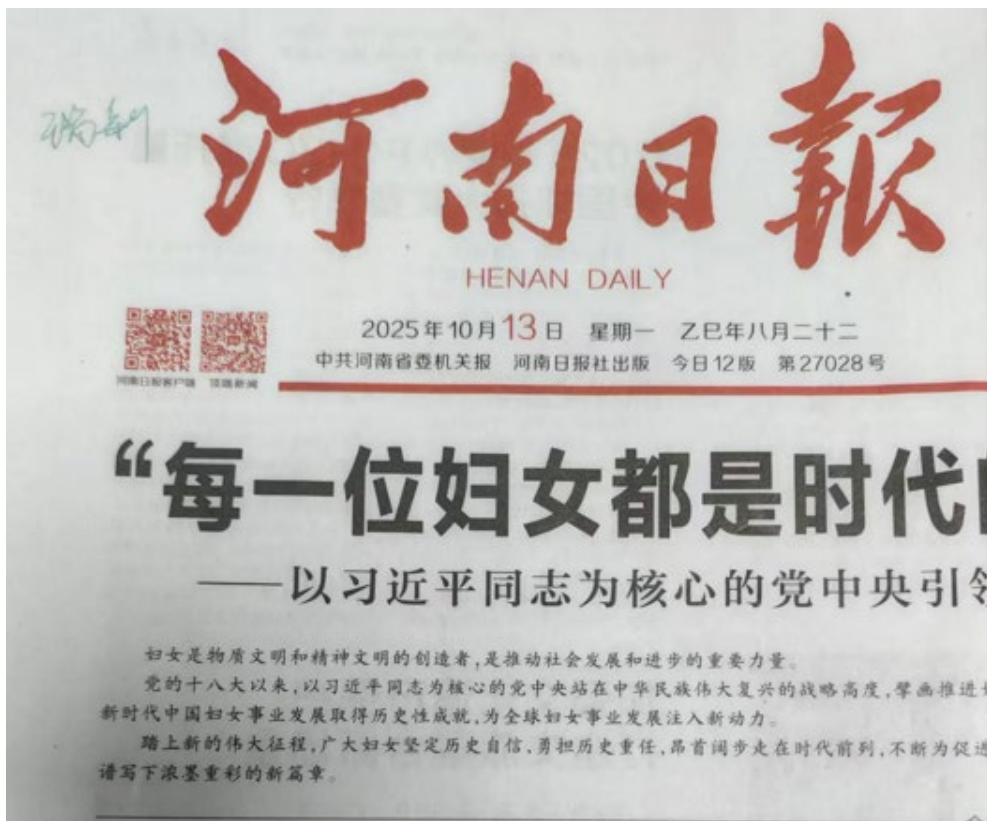 河南日报
HENAN DAILY
2025年10月13日 星期一 乙巳年八月二十二
中共河南省委机关报 河南日报社出版 今日12版 第27028号
河南日报客户端 顶端新闻
“每一位妇女都是时代
——以习近平同志为核心的党中央引
妇女是物质文明和精神文明的创造者，是推动社会发展和进步的重要力量。
党的十八大以来，以习近平同志为核心的党中央站在中华民族伟大复兴的战略高度，擘画推进
新时代中国妇女事业发展取得历史性成就，为全球妇女事业发展注入新动力。
踏上新的伟大征程，广大妇女坚定历史自信，勇担历史重任，昂首阔步走在时代前列，不断为促进
谱写下浓墨重彩的新篇章。